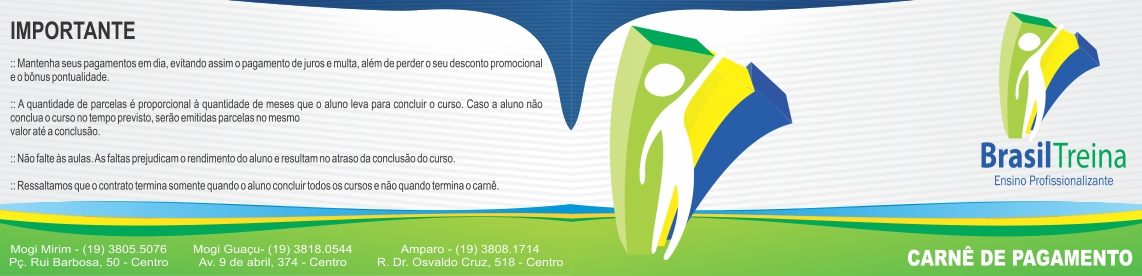 IMPORTANTE
:: Mantenha seus pagamentos em dia, evitando assim o pagamento de juros e multa, além de perder o seu desconto promocional
e o bônus pontualidade.
:: A quantidade de parcelas é proporcional à quantidade de meses que o aluno leva para concluir o curso. Caso a aluno não
conclua o curso no tempo previsto, serão emitidas parcelas no mesmo
valor até a conclusão.
:: Não falte às aulas. As faltas prejudicam o rendimento do aluno e resultam no atraso da conclusão do curso.
:: Ressaltamos que o contrato termina somente quando o aluno concluir todos os cursos e não quando termina o carnê.
Mogi Mirim - (19) 3805.5076
Pç. Rui Barbosa, 50 - Centro
Mogi Guaçu- (19) 3818.0544
Av. 9 de abril, 374 - Centro
Amparo - (19) 3808.1714
R. Dr. Osvaldo Cruz, 518 - Centro
BrasilTreina
Ensino Profissionalizante
CARNÊ DE PAGAMENTO